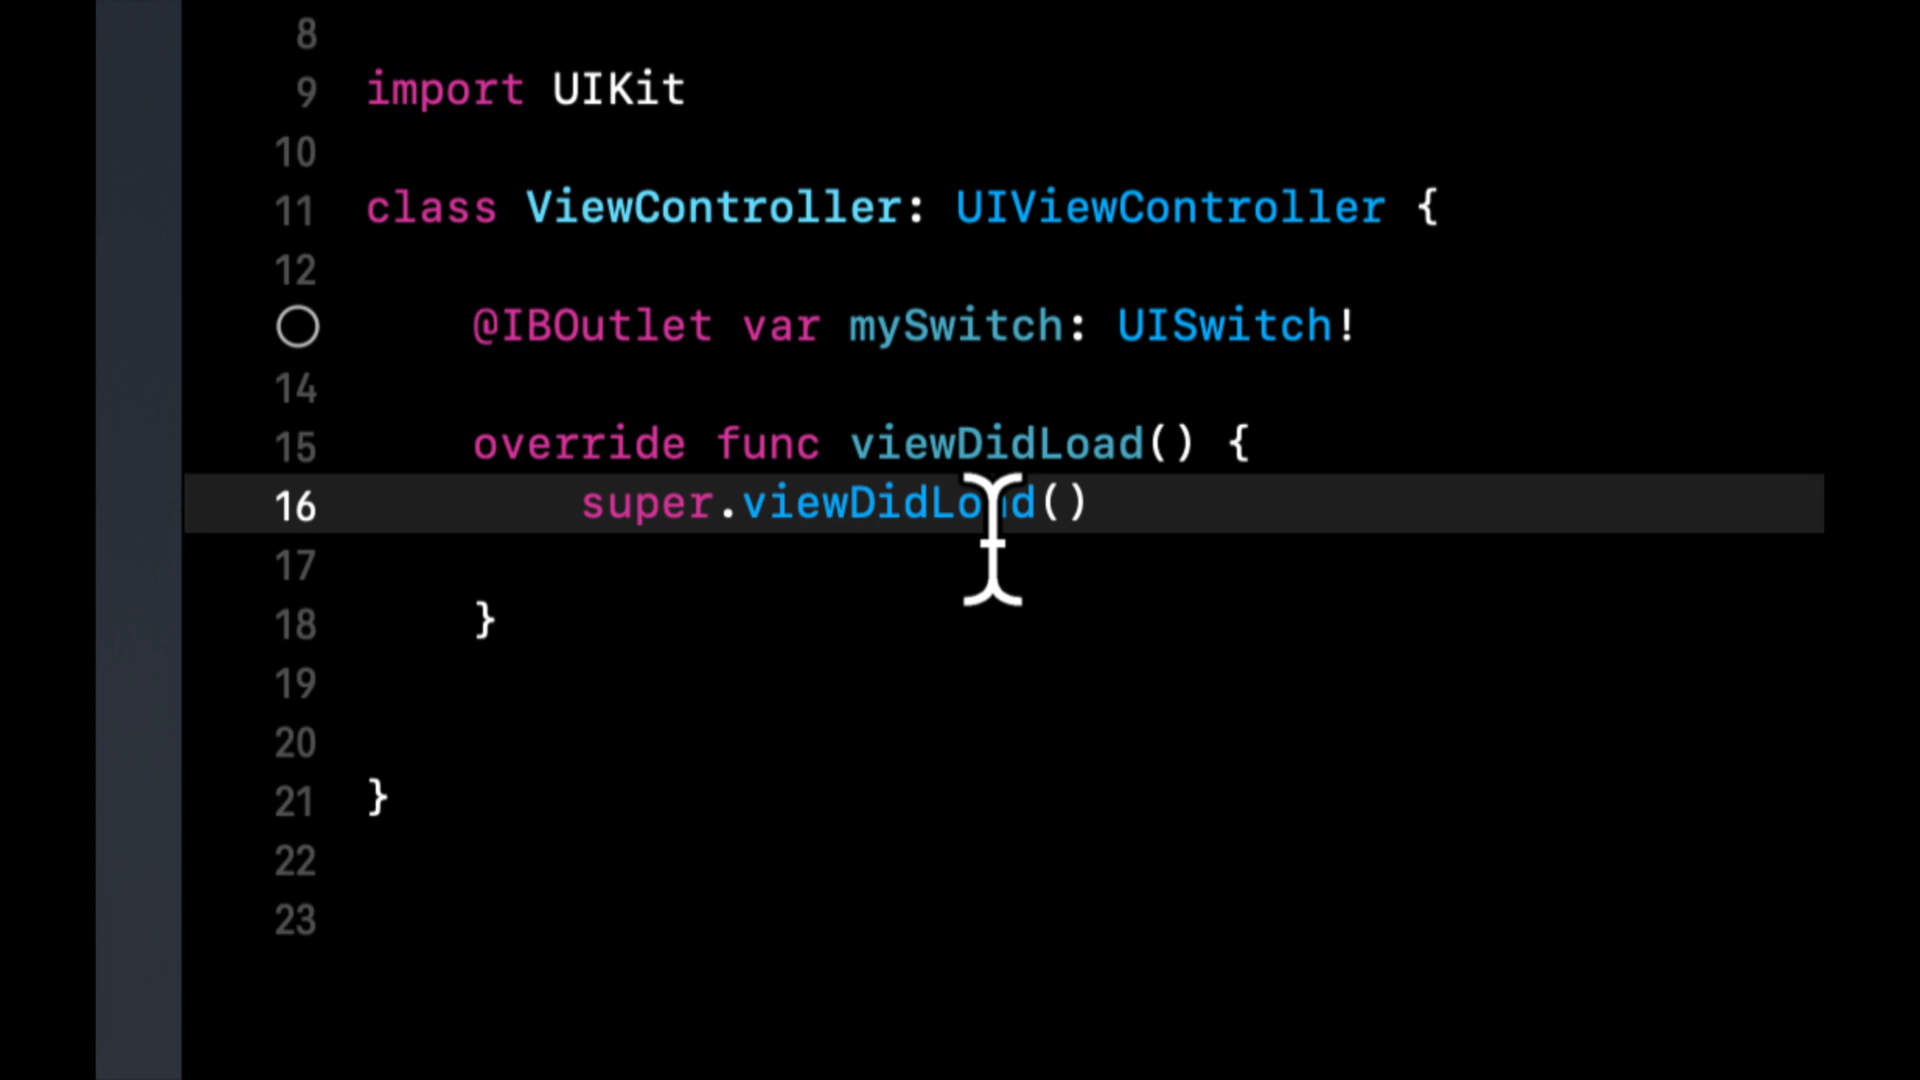 8
9 import UIKit
10
11 class ViewController: UIViewController {
12
@IBOutlet var mySwitch: UISwitch!
14
15 override func viewDidLoad() {
16 super.viewDidLoad()
17
18 }
19
20
21 }
22
23